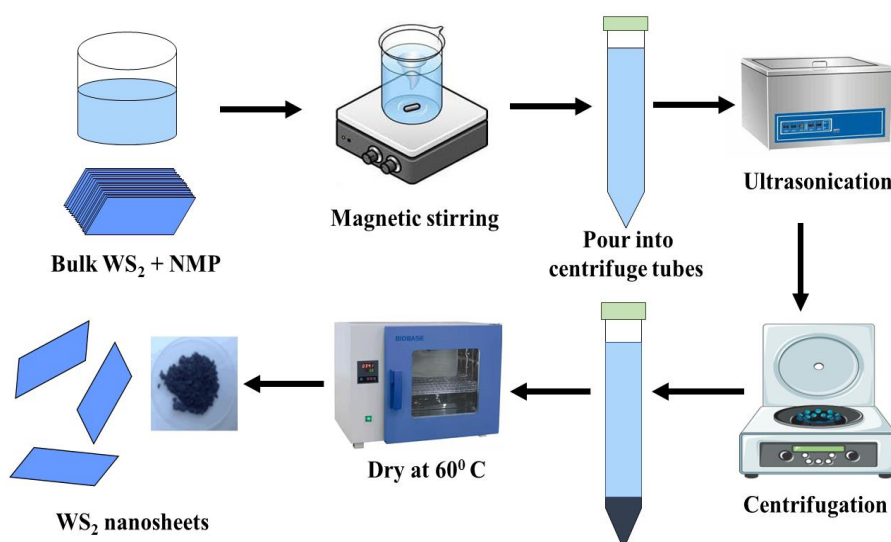 Bulk WS₂ + NMP
Magnetic stirring
Pour into
centrifuge tubes
Ultrasonication
Centrifugation
BIOBASE
Dry at 60⁰ C
WS₂ nanosheets